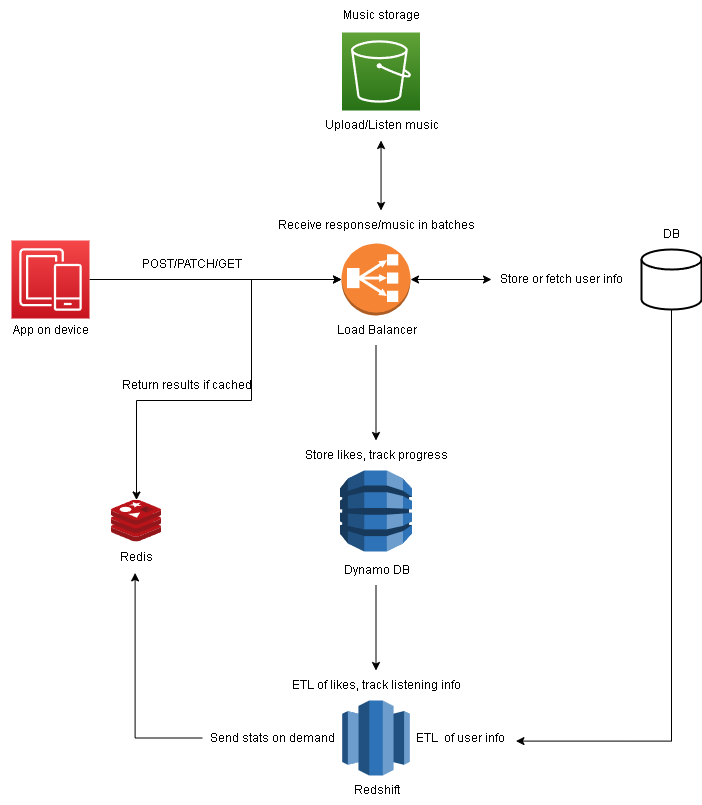 Music storage
Upload/Listen music
Receive response/music in batches
DB
POST/PATCH/GET
Store or fetch user info
App on device
Load Balancer
Return results if cached
Store likes, track progress
Redis
Dynamo DB
ETL of likes, track listening info
Send stats on demand
ETL of user info
Redshift